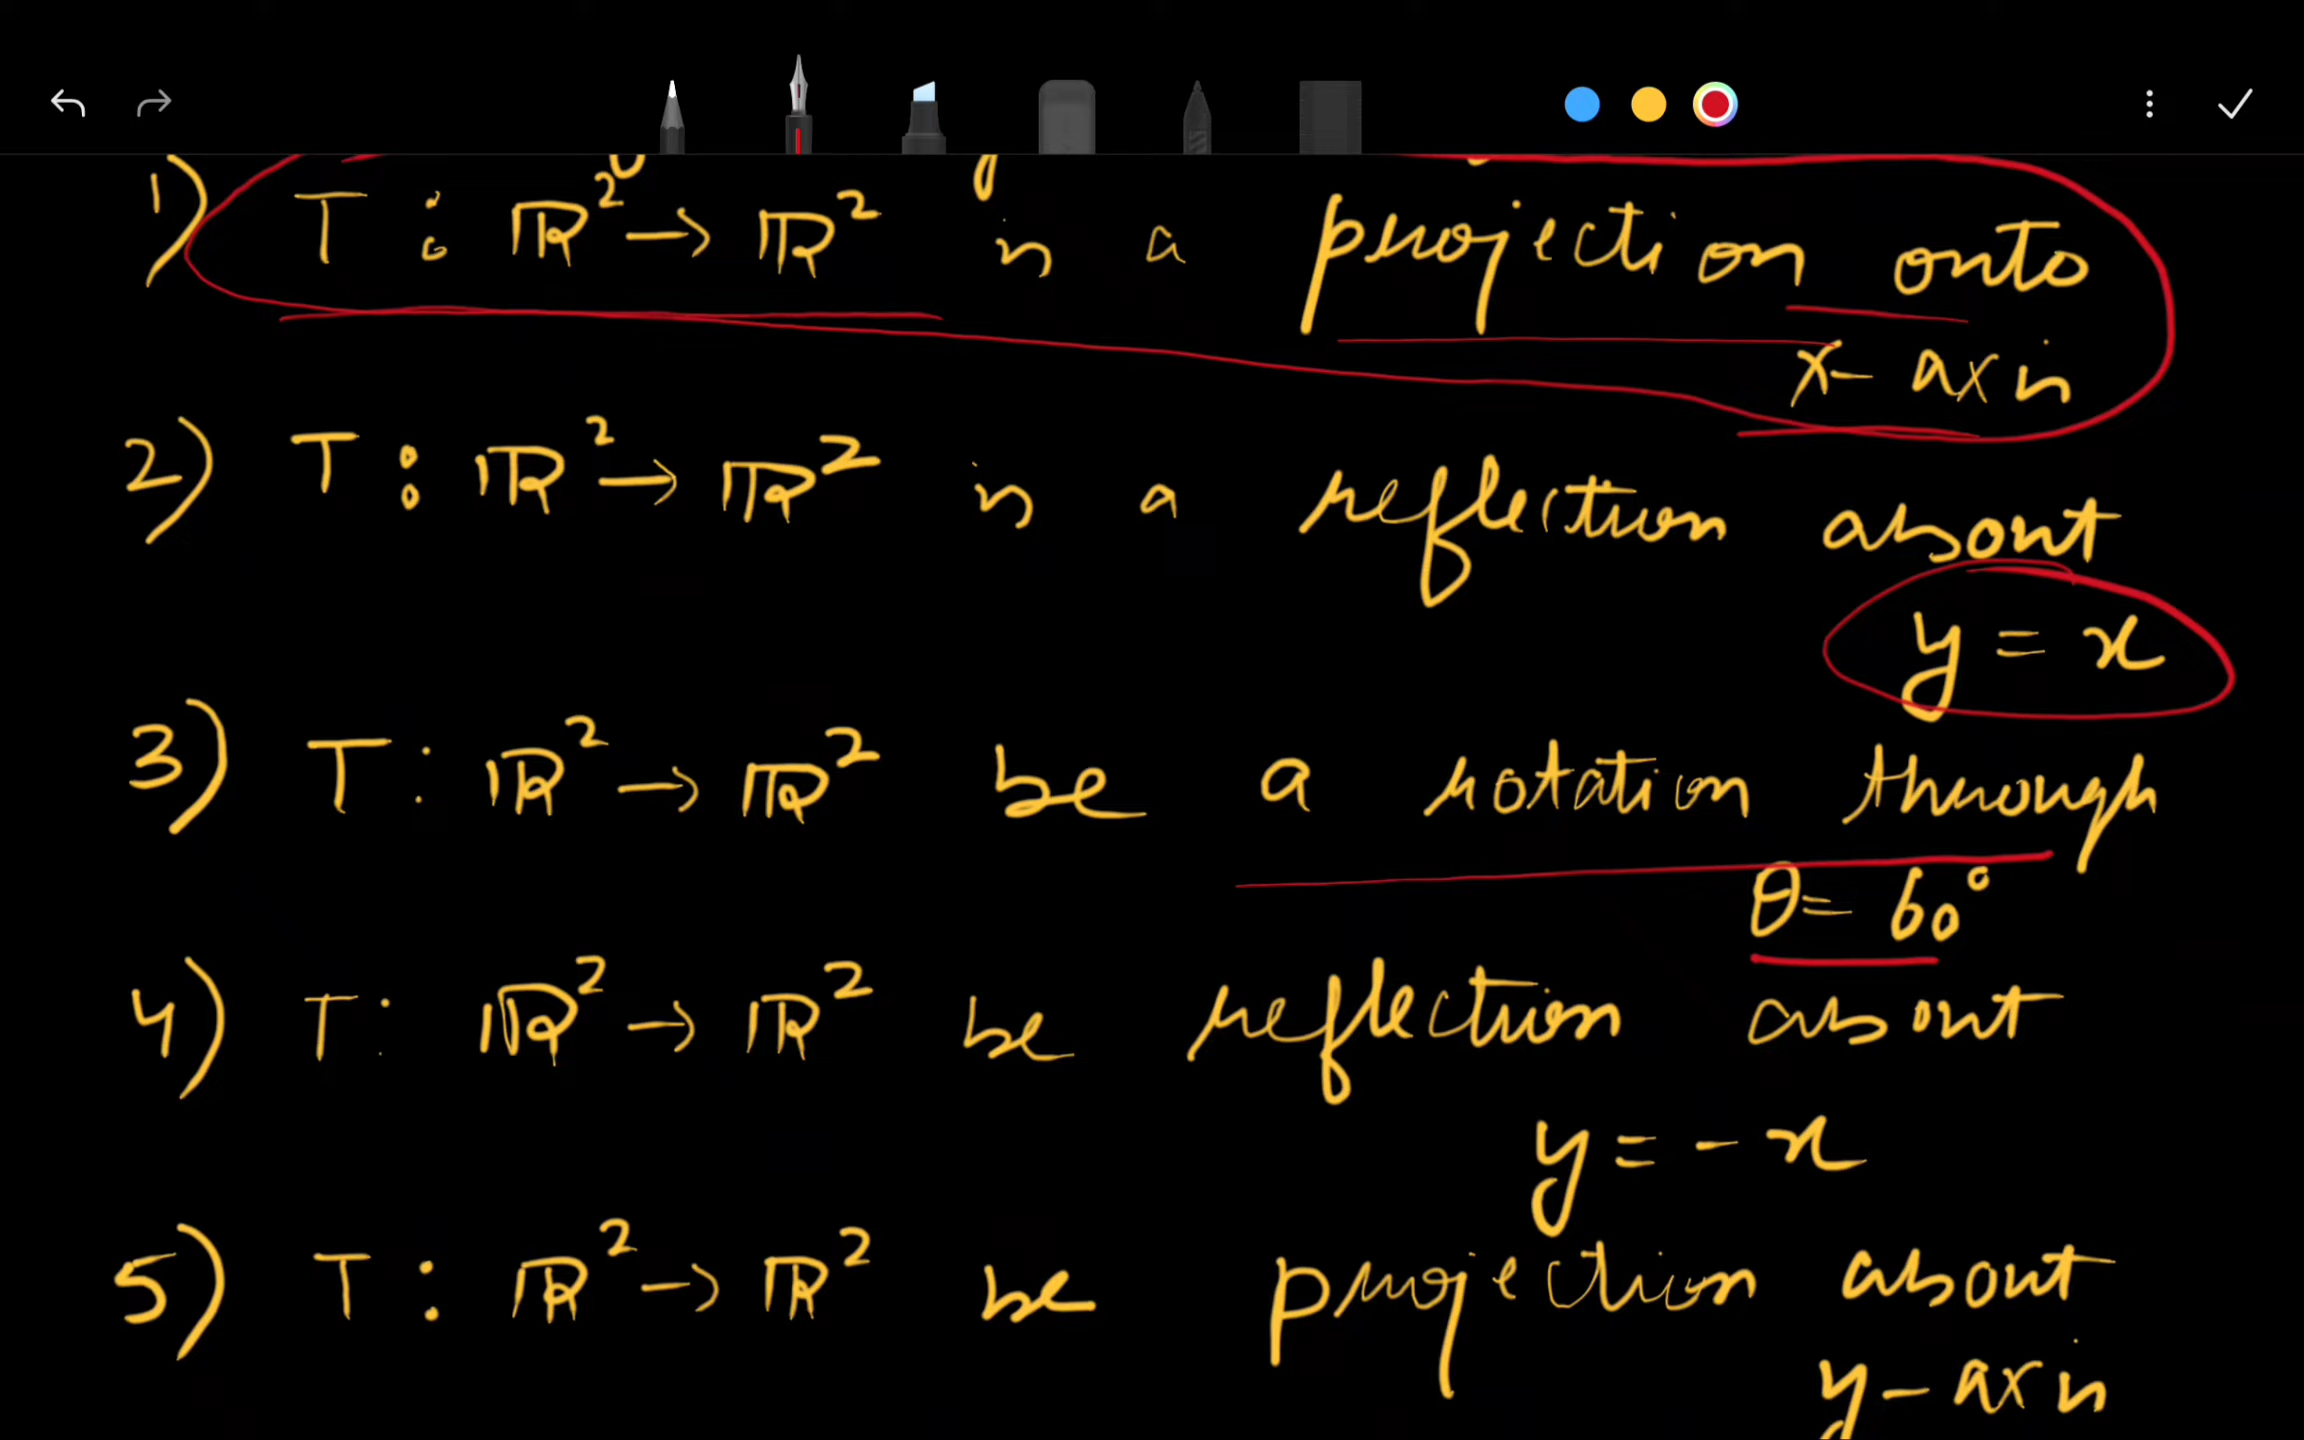 1) T : ℝ² → ℝ² is a projection onto
x-axis
2) T : ℝ² → ℝ² is a reflection about
y = x
3) T : ℝ² → ℝ² be a rotation through
θ = 60°
4) T : ℝ² → ℝ² be reflection about
y = - x
5) T : ℝ² → ℝ² be projection about
y-axis